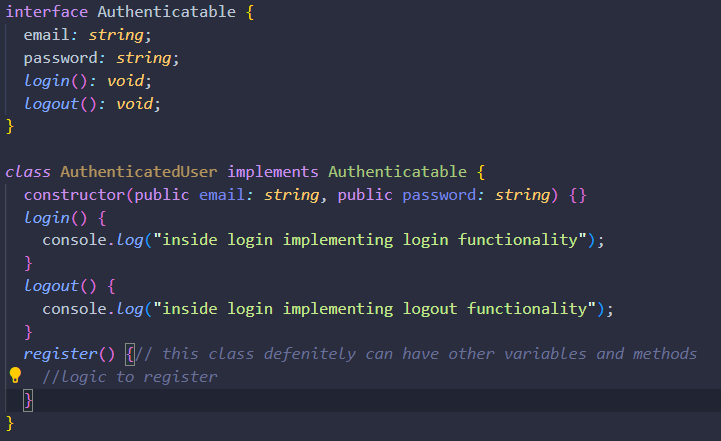 interface Authenticatable {
  email: string;
  password: string;
  login(): void;
  logout(): void;
}
class AuthenticatedUser implements Authenticatable {
  constructor(public email: string, public password: string) {}
  login() {
    console.log("inside login implementing login functionality");
  }
  logout() {
    console.log("inside login implementing logout functionality");
  }
  register() {// this class defenitely can have other variables and methods
    //logic to register
  }
}